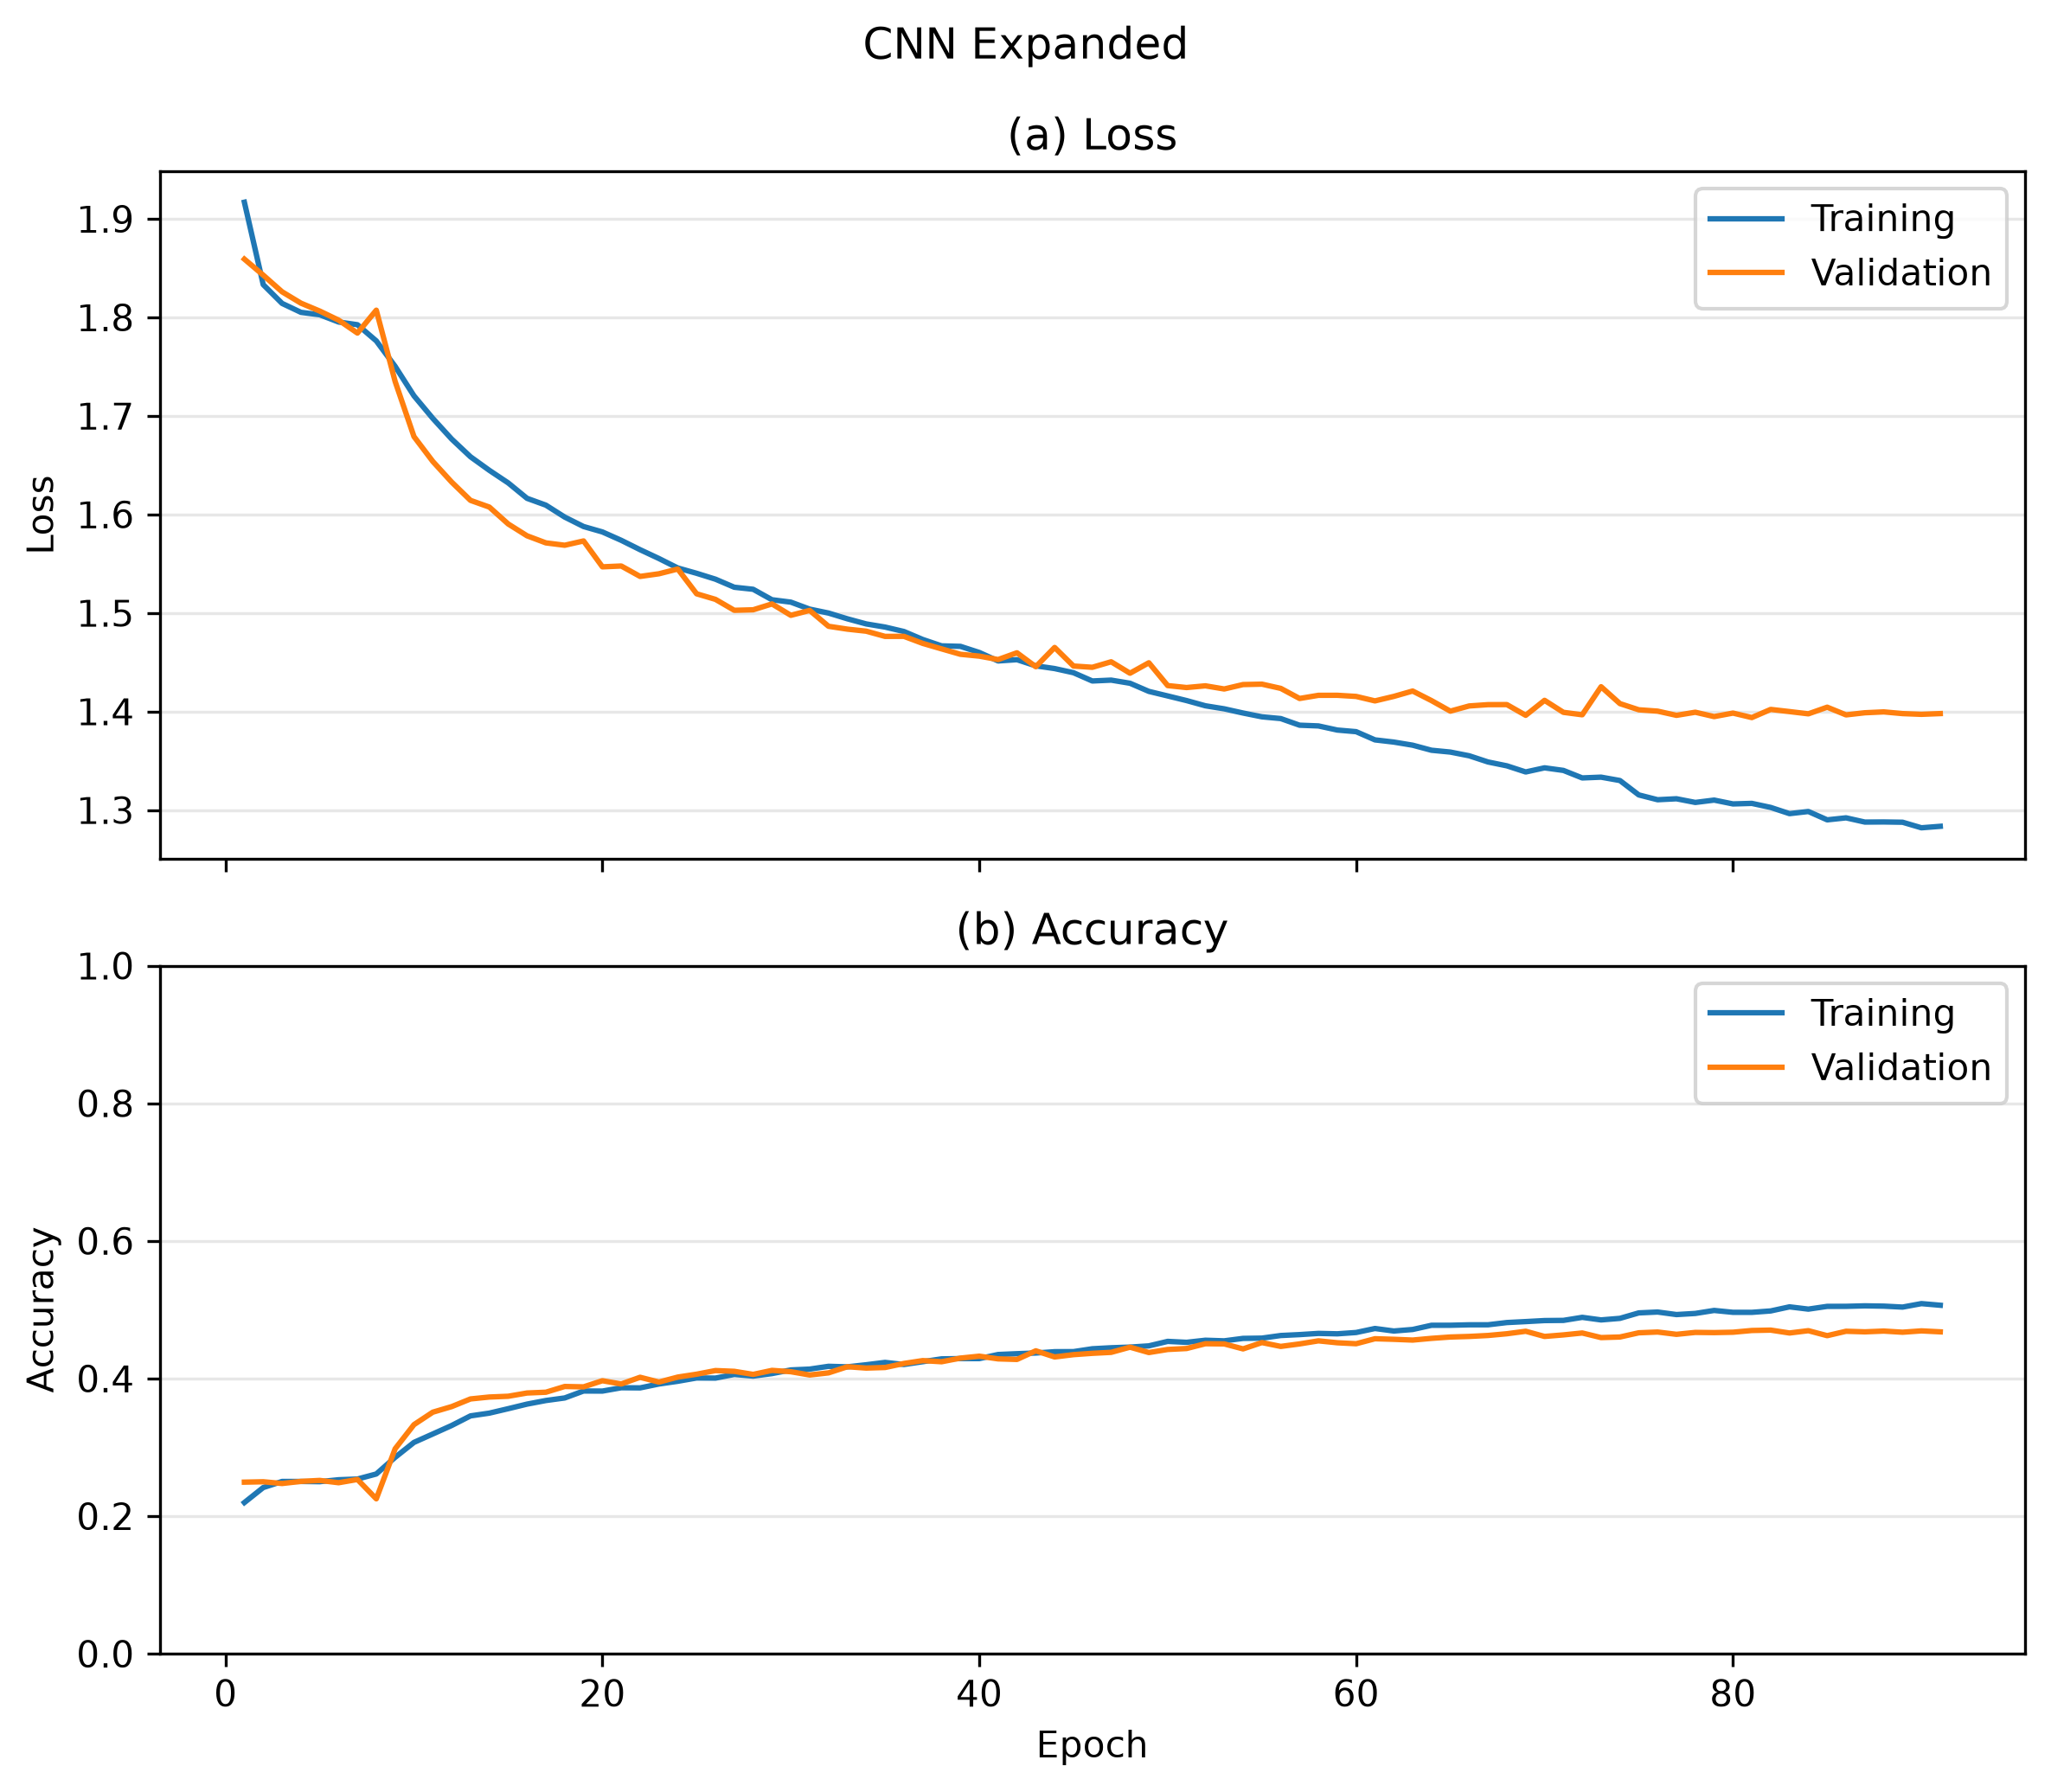 CNN Expanded
(a) Loss
Training
Validation
1.9
1.8
1.7
1.6
1.5
1.4
1.3
Loss
(b) Accuracy
Training
Validation
1.0
0.8
0.6
0.4
0.2
0.0
Accuracy
0 20 40 60 80
Epoch